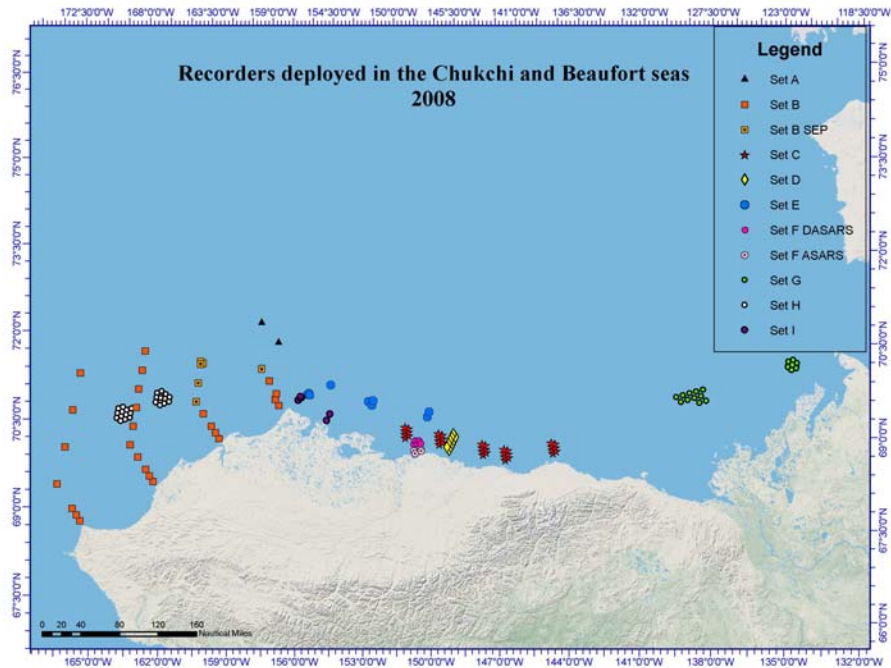 172°30'0"W 168°0'0"W 163°30'0"W 159°0'0"W 154°30'0"W 150°0'0"W 145°30'0"W 141°0'0"W 136°30'0"W 132°0'0"W 127°30'0"W 123°0'0"W 118°30'0"W
Recorders deployed in the Chukchi and Beaufort seas
2008
Legend
Set A
Set B
Set B SEP
Set C
Set D
Set E
Set F DASARS
Set F ASARS
Set G
Set H
Set I
76°30'0"N
75°0'0"N
73°30'0"N
72°0'0"N
70°30'0"N
69°0'0"N
67°30'0"N
75°0'0"N
73°30'0"N
72°0'0"N
70°30'0"N
69°0'0"N
67°30'0"N
66°0'0"N
0 20 40 80 120 160
Nautical Miles
165°0'0"W 162°0'0"W 159°0'0"W 156°0'0"W 153°0'0"W 150°0'0"W 147°0'0"W 144°0'0"W 141°0'0"W 138°0'0"W 135°0'0"W 132°0'0"W